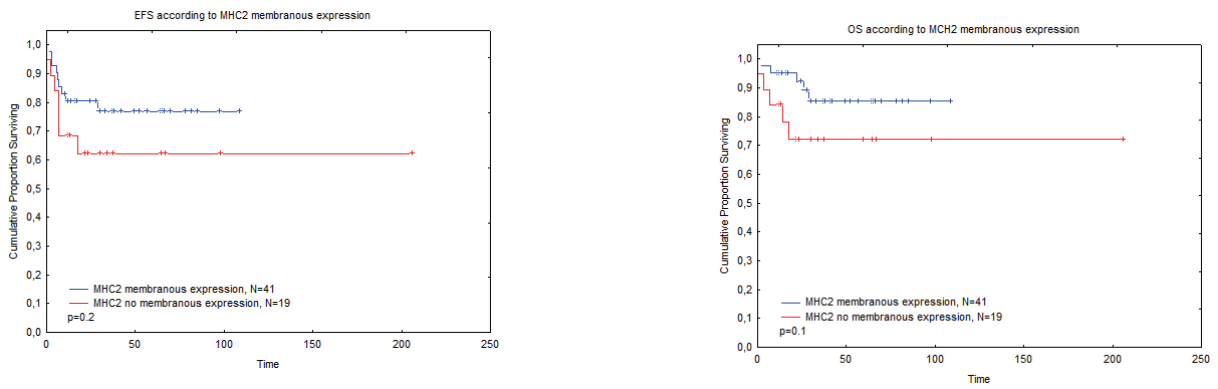 EFS according to MHC2 membranous expression
Cumulative Proportion Surviving
1,0
0,9
0,8
0,7
0,6
0,5
0,4
0,3
0,2
0,1
0,0
MHC2 membranous expression, N=41
MHC2 no membranous expression, N=19
p=0.2
0 50 100 150 200 250
Time
OS according to MCH2 membranous expression
Cumulative Proportion Surviving
1,0
0,9
0,8
0,7
0,6
0,5
0,4
0,3
0,2
0,1
0,0
MHC2 membranous expression, N=41
MHC2 no membranous expression, N=19
p=0.1
0 50 100 150 200 250
Time